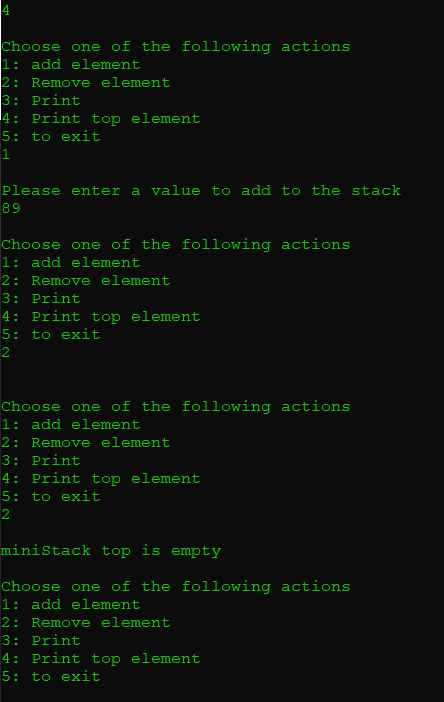 4
Choose one of the following actions
1: add element
2: Remove element
3: Print
4: Print top element
5: to exit
1
Please enter a value to add to the stack
89
Choose one of the following actions
1: add element
2: Remove element
3: Print
4: Print top element
5: to exit
2
Choose one of the following actions
1: add element
2: Remove element
3: Print
4: Print top element
5: to exit
2
miniStack top is empty
Choose one of the following actions
1: add element
2: Remove element
3: Print
4: Print top element
5: to exit